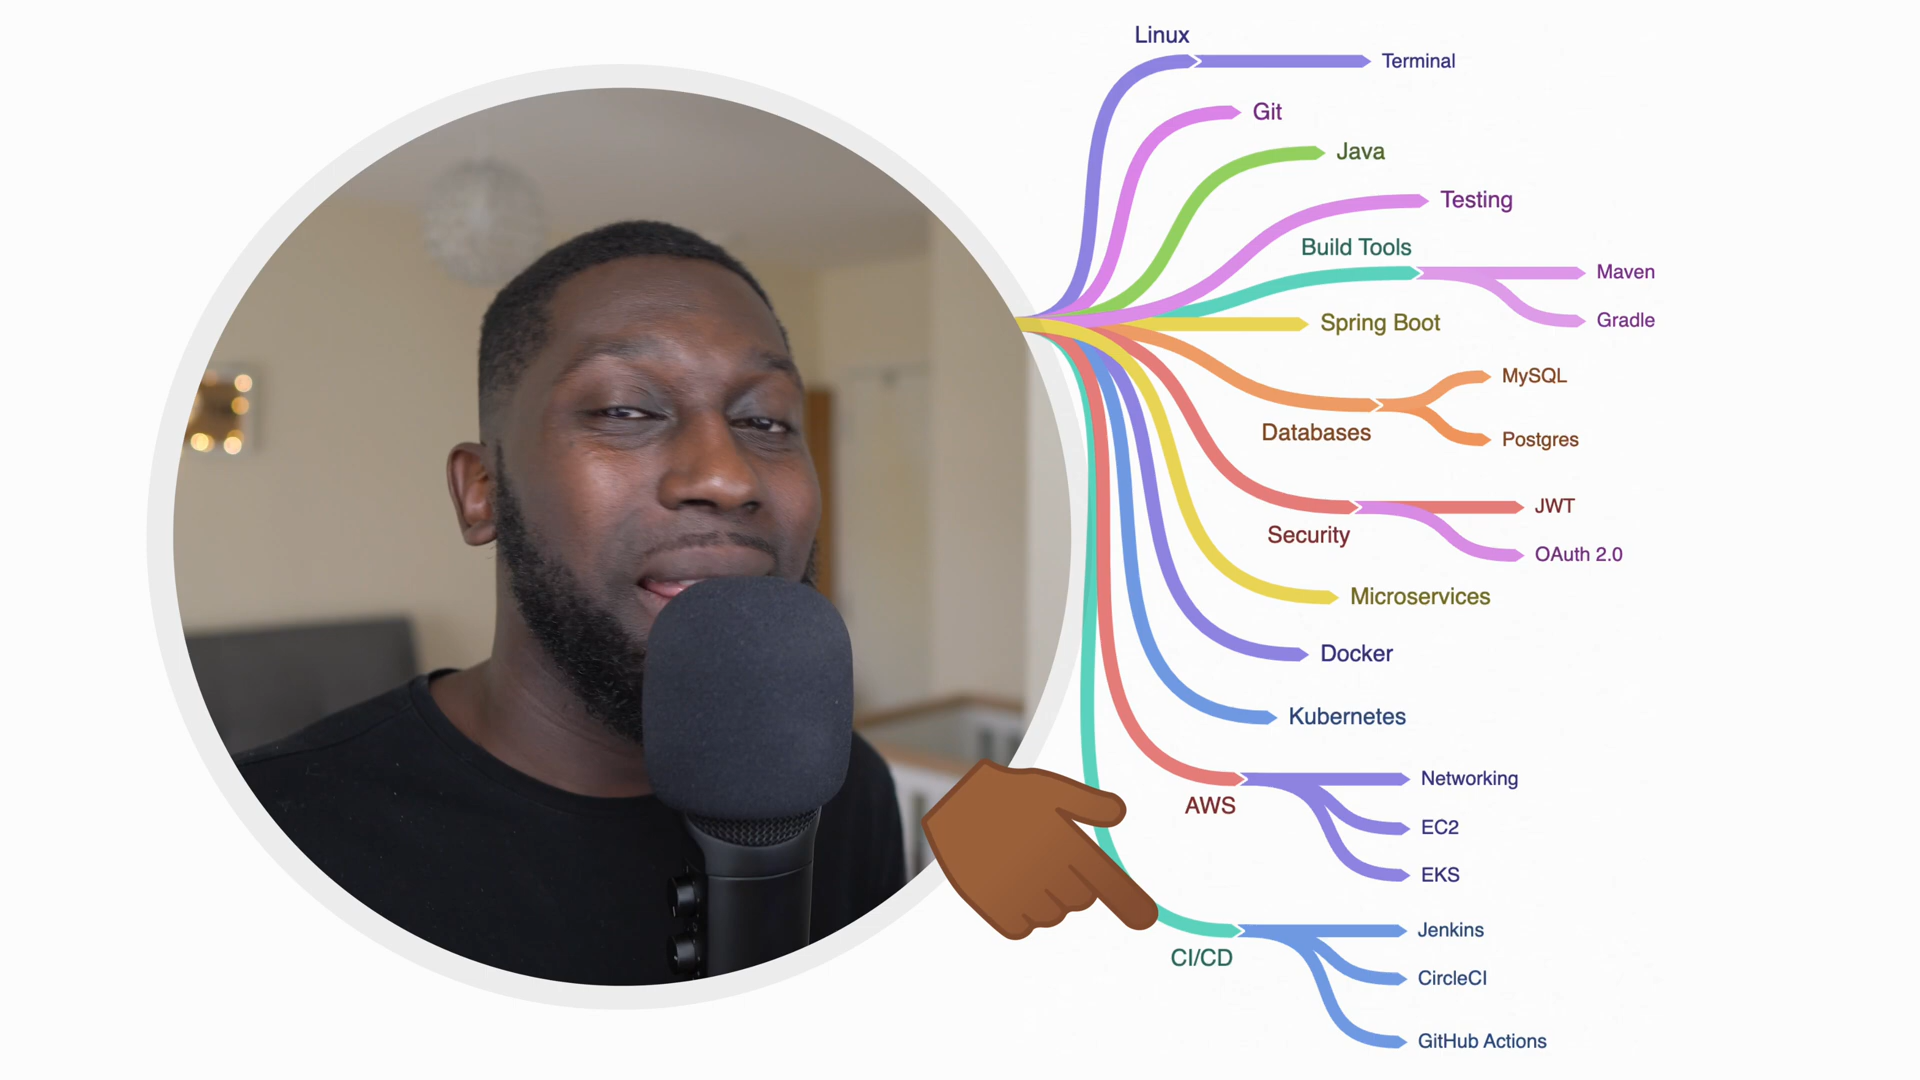 Linux
Terminal
Git
Java
Testing
Build Tools
Maven
Gradle
Spring Boot
MySQL
Databases
Postgres
JWT
Security
OAuth 2.0
Microservices
Docker
Kubernetes
Networking
AWS
EC2
EKS
Jenkins
CI/CD
CircleCI
GitHub Actions